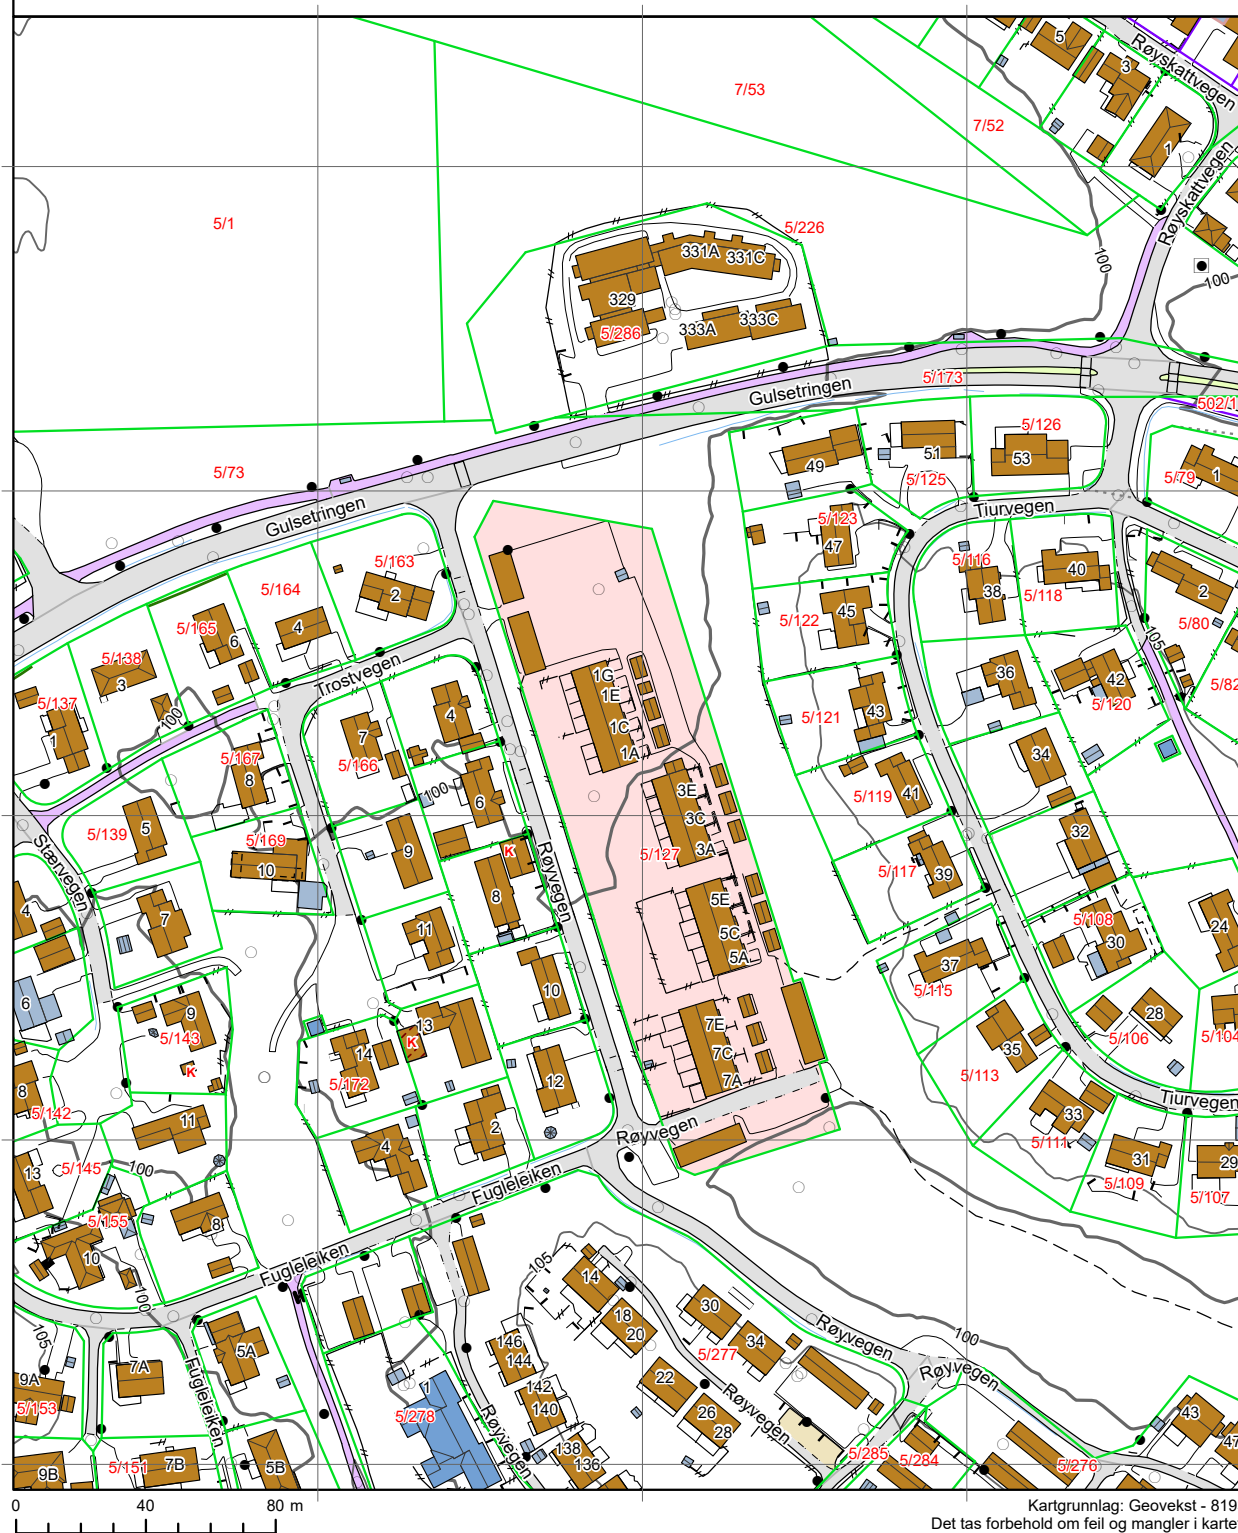 5
Røyskattvegen
3
7/53
7/52
1
Røyskattvegen
5/1
5/226
331A
331C
100
100
329
5/286
333A
333C
Gulsetringen
5/173
502/1
5/126
51
53
49
5/125
5/79
1
5/73
Gulsetringen
5/123
Tiurvegen
47
5/163
5/116
40
38
5/118
2
5/164
2
5/165
6
4
45
5/122
5/80
105
1G
1E
1C
1A
5/138
3
Trostvegen
36
42
5/120
5/82
5/137
1
100
4
5/121
43
7
5/166
5/167
8
34
100
6
3E
3C
3A
5/119
41
5/139
5
5/169
10
9
K
5/127
32
Stærvegen
Røyvegen
5/117
39
8
5E
5C
5A
4
7
11
5/108
30
24
37
5/115
6
10
9
5/143
13
K
14
5/172
7E
7C
7A
28
5/106
5/104
35
5/113
K
8
5/142
12
11
2
4
Røyvegen
33
5/111
Tiurvegen
31
5/109
29
5/107
13
5/145
100
Fugleleiken
5/155
8
10
Fugleleiken
100
105
14
18
20
30
34
Røyvegen
100
105
5A
7A
9A
5/153
Fugleleiken
146
144
142
140
138
136
5/277
22
26
28
Røyvegen
Røyvegen
1
5/278
Røyvegen
43
47
5/285
5/284
5/276
9B
5/151
7B
5B
0 40 80 m
Kartgrunnlag: Geovekst - 819
Det tas forbehold om feil og mangler i karte